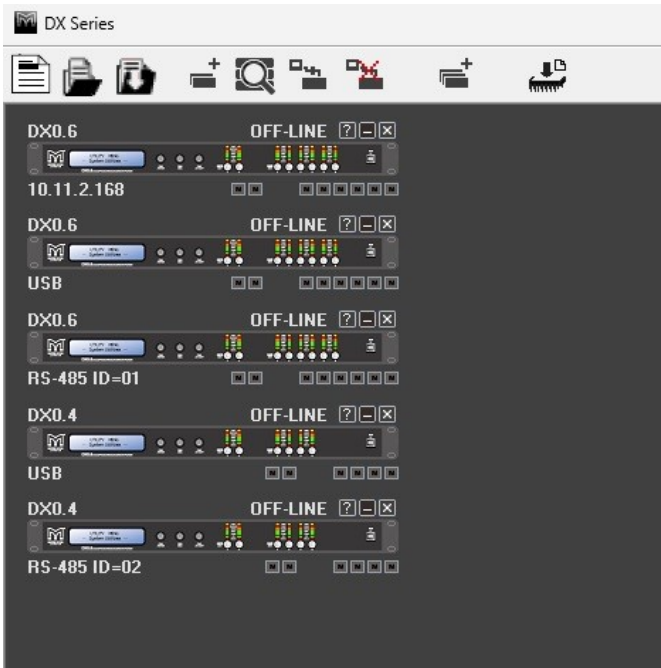 DX Series
DX0.6 OFF-LINE ?
10.11.2.168
DX0.6 OFF-LINE ?
USB
DX0.6 OFF-LINE ?
RS-485 ID=01
DX0.4 OFF-LINE ?
USB
DX0.4 OFF-LINE ?
RS-485 ID=02